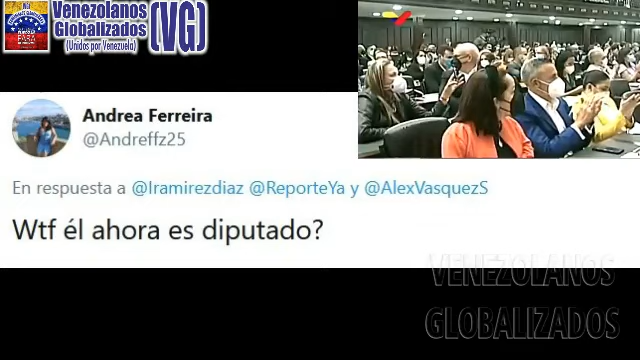 Venezolanos
Globalizados
(Unidos por Venezuela)
(VG)
Andrea Ferreira
@Andreffz25
En respuesta a @Iramirezdiaz @ReporteYa y @AlexVasquezS
Wtf él ahora es diputado?
VENEZOLANOS
GLOBALIZADOS